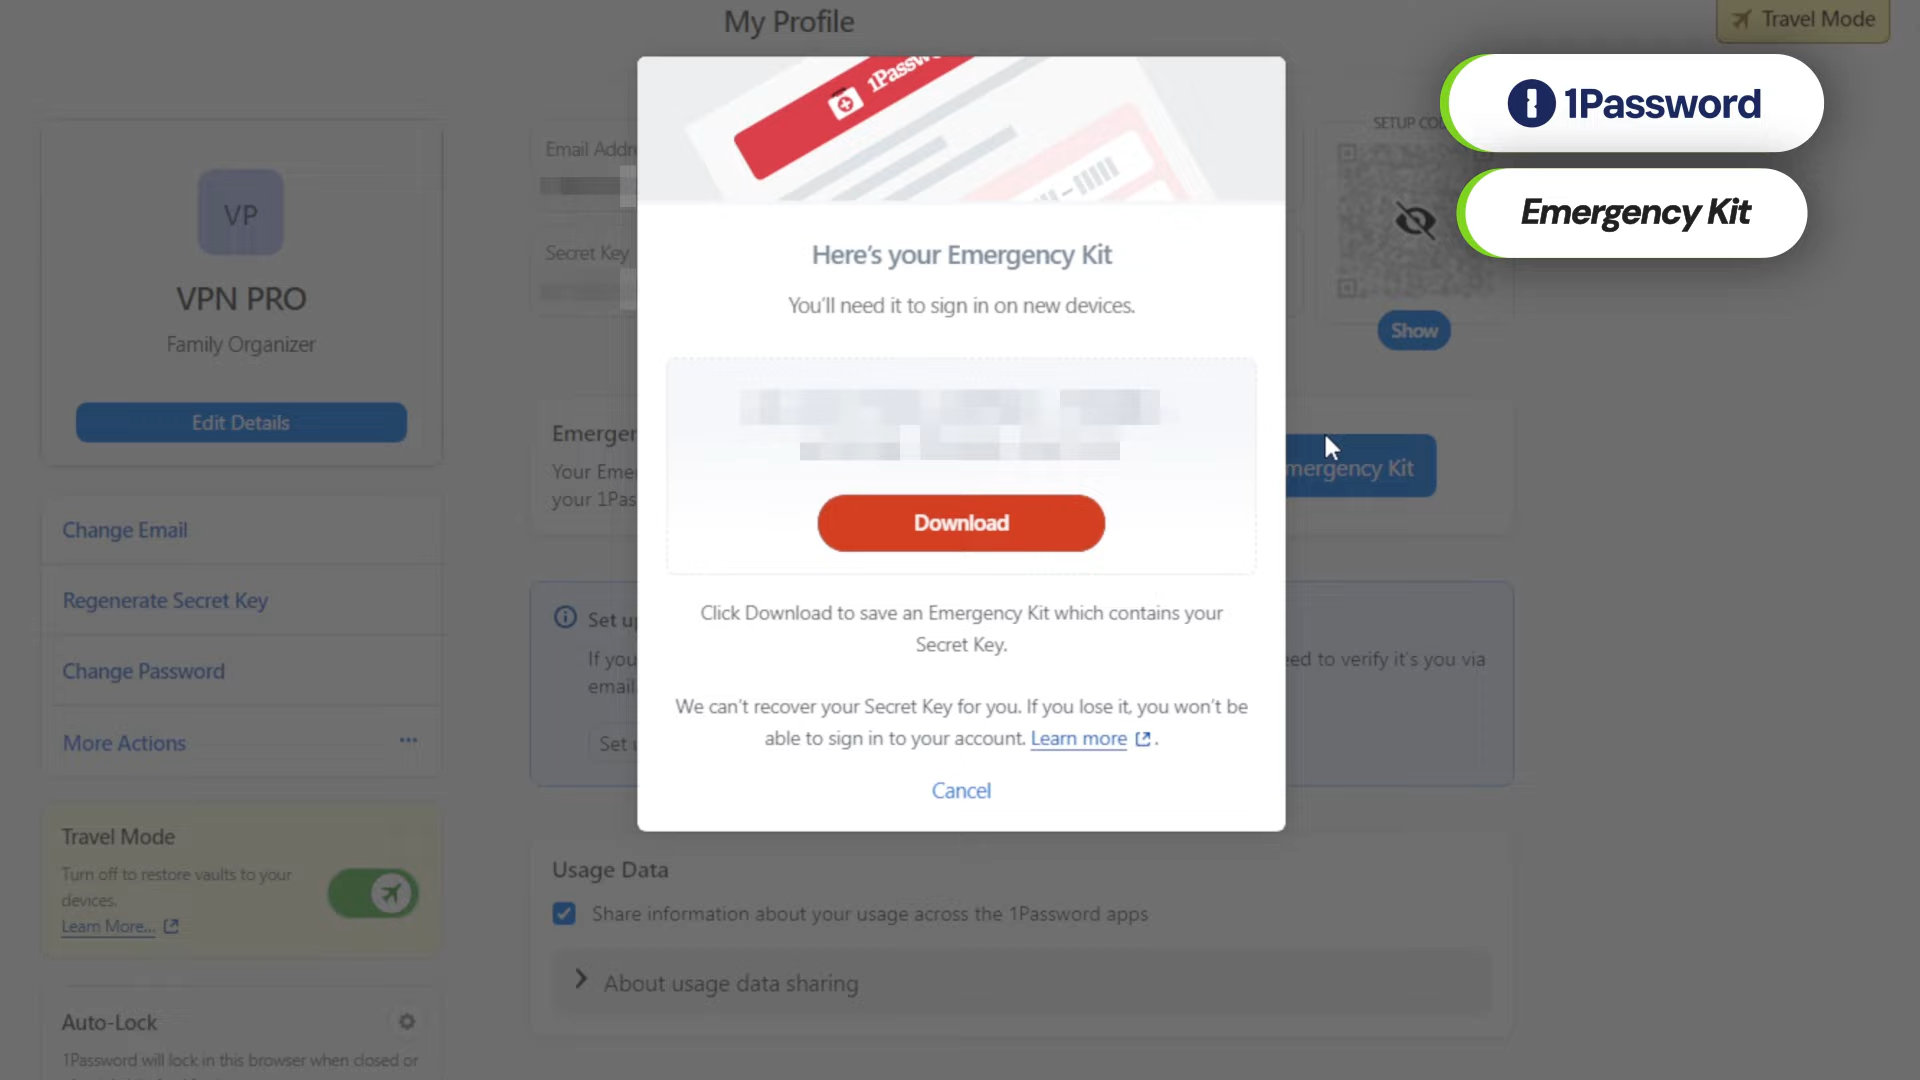 My Profile
Travel Mode
1Password
Emergency Kit
VP
VPN PRO
Family Organizer
Edit Details
Change Email
Regenerate Secret Key
Change Password
More Actions
Travel Mode
Turn off to restore vaults to your
devices.
Learn More...
Auto-Lock
1Password will lock in this browser when closed or
Email Addre
Secret Key
SETUP CO
Show
Emerger
Your Eme
your 1Pas
mergency Kit
Set u
If you
eed to verify it's you via
email.
Set u
Here's your Emergency Kit
You'll need it to sign in on new devices.
Download
Click Download to save an Emergency Kit which contains your
Secret Key.
We can't recover your Secret Key for you. If you lose it, you won't be
able to sign in to your account. Learn more .
Cancel
Usage Data
Share information about your usage across the 1Password apps
About usage data sharing